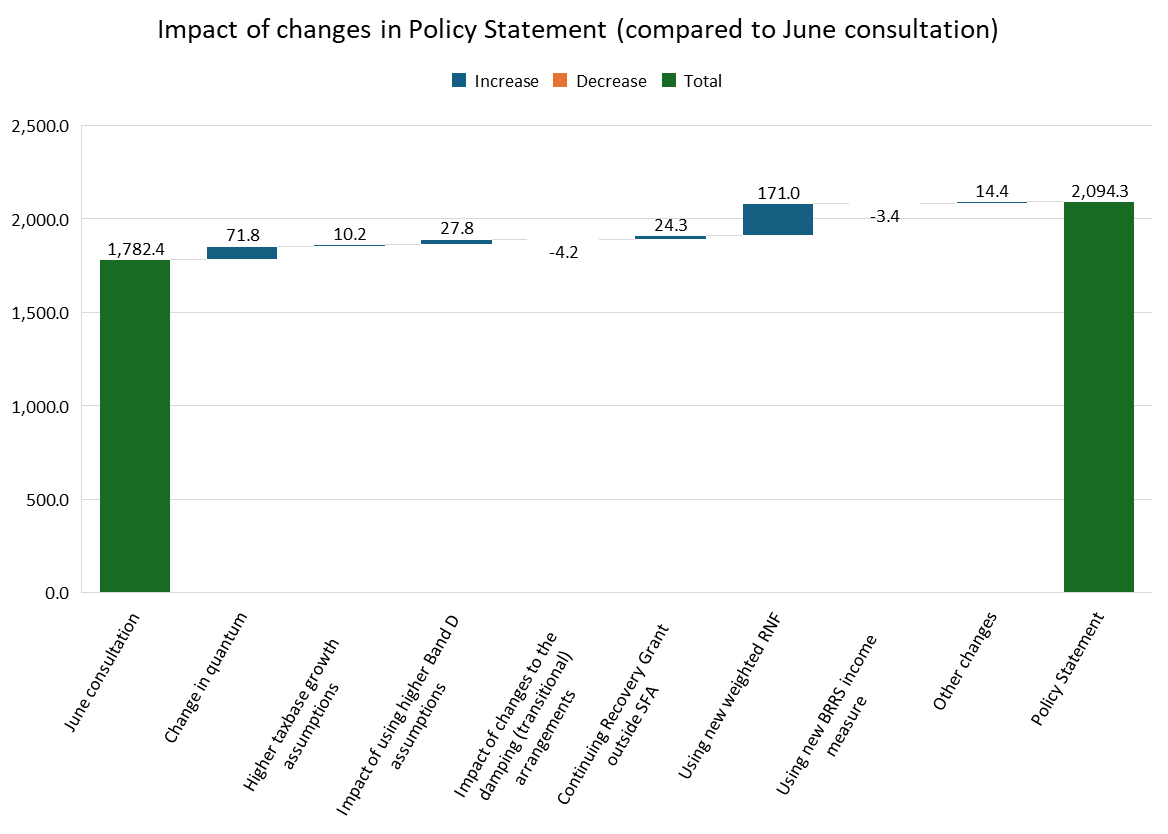 Impact of changes in Policy Statement (compared to June consultation)
Increase Decrease Total
2,500.0
2,000.0
1,500.0
1,000.0
500.0
0.0
1,782.4
71.8
10.2
27.8
-4.2
24.3
171.0
-3.4
14.4
2,094.3
June consultation
Change in quantum
Higher taxbase growth
assumptions
Impact of using higher Band D
assumptions
Impact of changes to the
damping (transitional)
arrangements
Continuing Recovery Grant
outside SFA
Using new weighted RNF
Using new BRRS income
measure
Other changes
Policy Statement